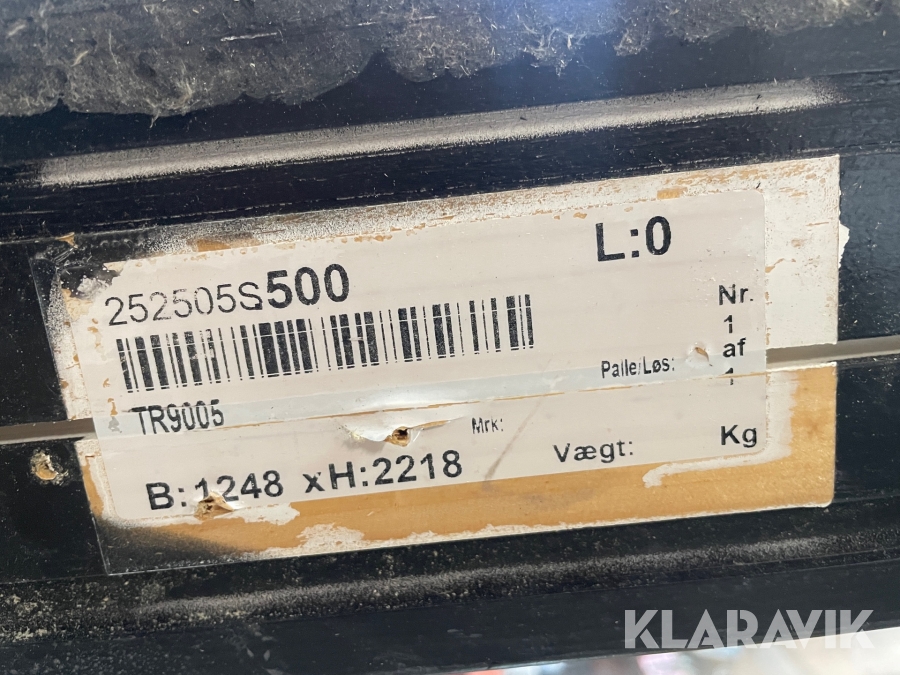 L:0
252505S500
Nr.
1
af
1
Palle/Løs:
TR9005
Mrk:
Vægt: Kg
B:1248 xH:2218
KLARAVIK